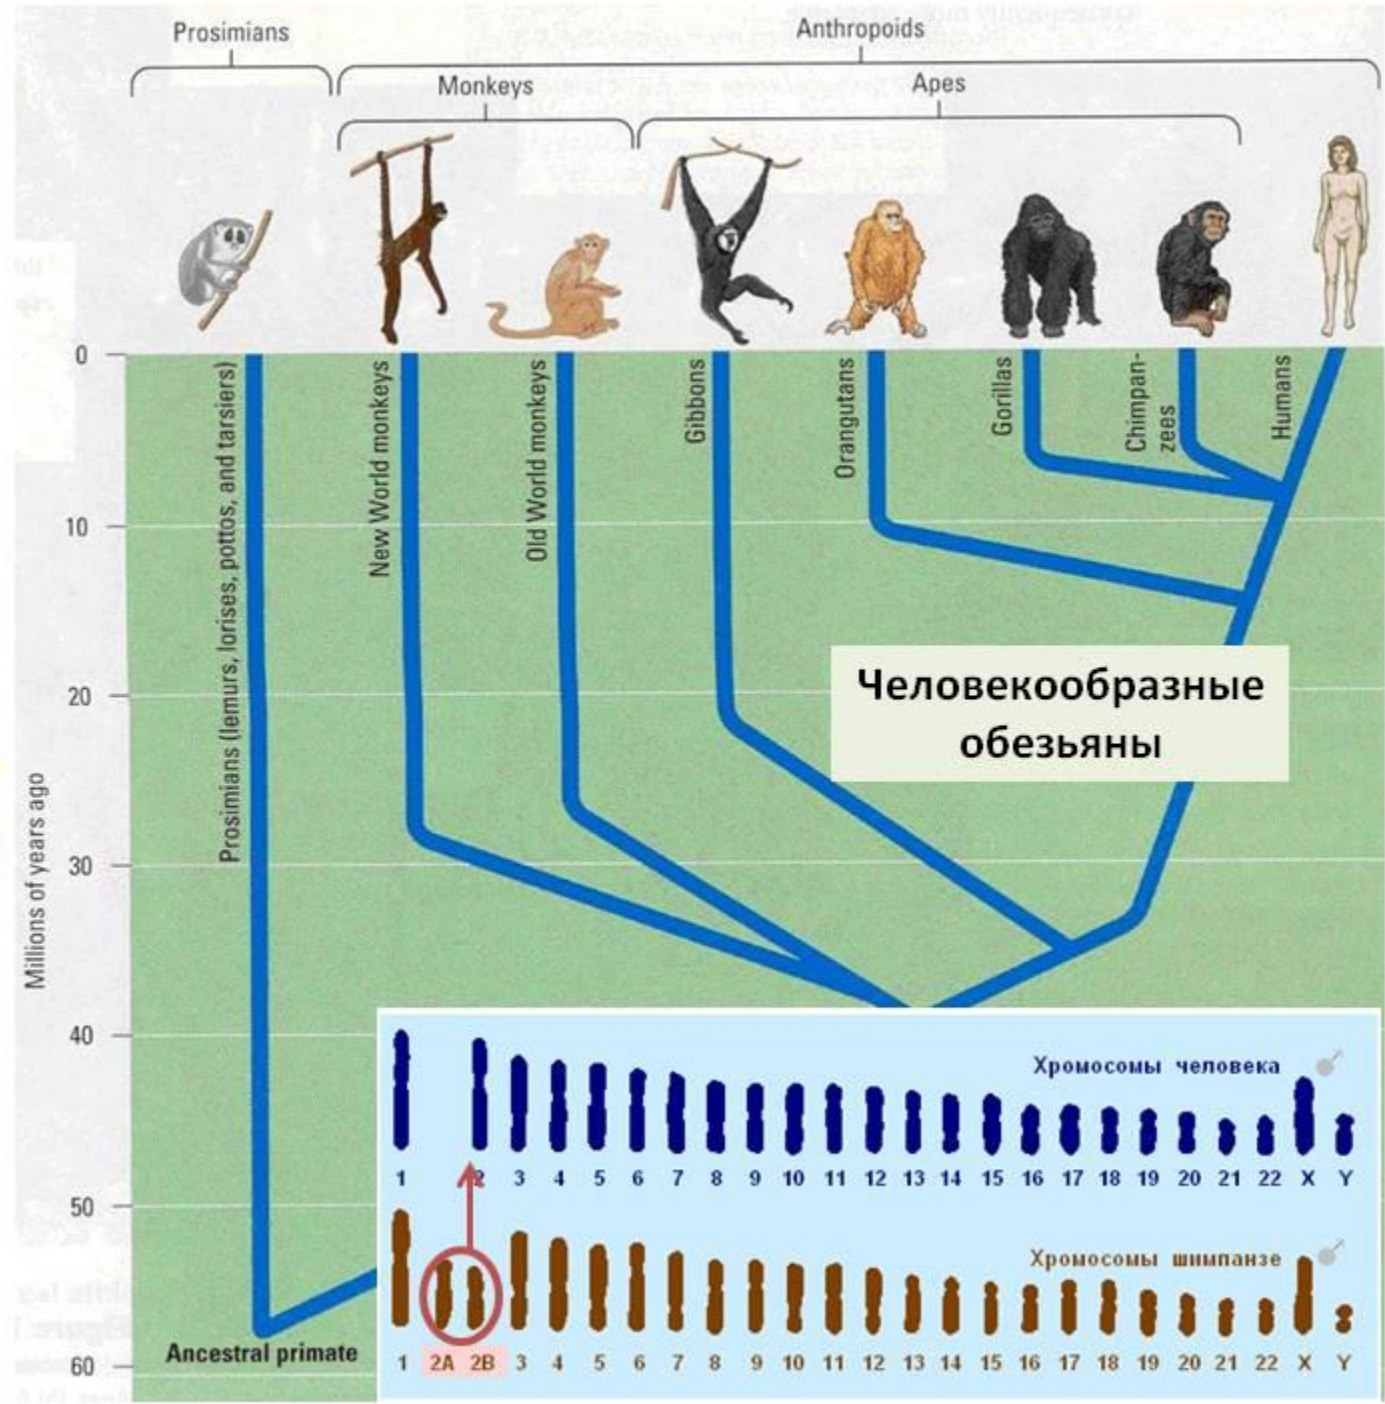 Prosimians
Anthropoids
Monkeys
Apes
0
10
20
30
40
50
60
Millions of years ago
Prosimians (lemurs, lorises, pottos, and tarsiers)
New World monkeys
Old World monkeys
Gibbons
Orangutans
Gorillas
Chimpan-
zees
Humans
Человекообразные
обезьяны
Ancestral primate
Хромосомы человека
1 2 3 4 5 6 7 8 9 10 11 12 13 14 15 16 17 18 19 20 21 22 X Y
Хромосомы шимпанзе
1 2A 2B 3 4 5 6 7 8 9 10 11 12 13 14 15 16 17 18 19 20 21 22 X Y